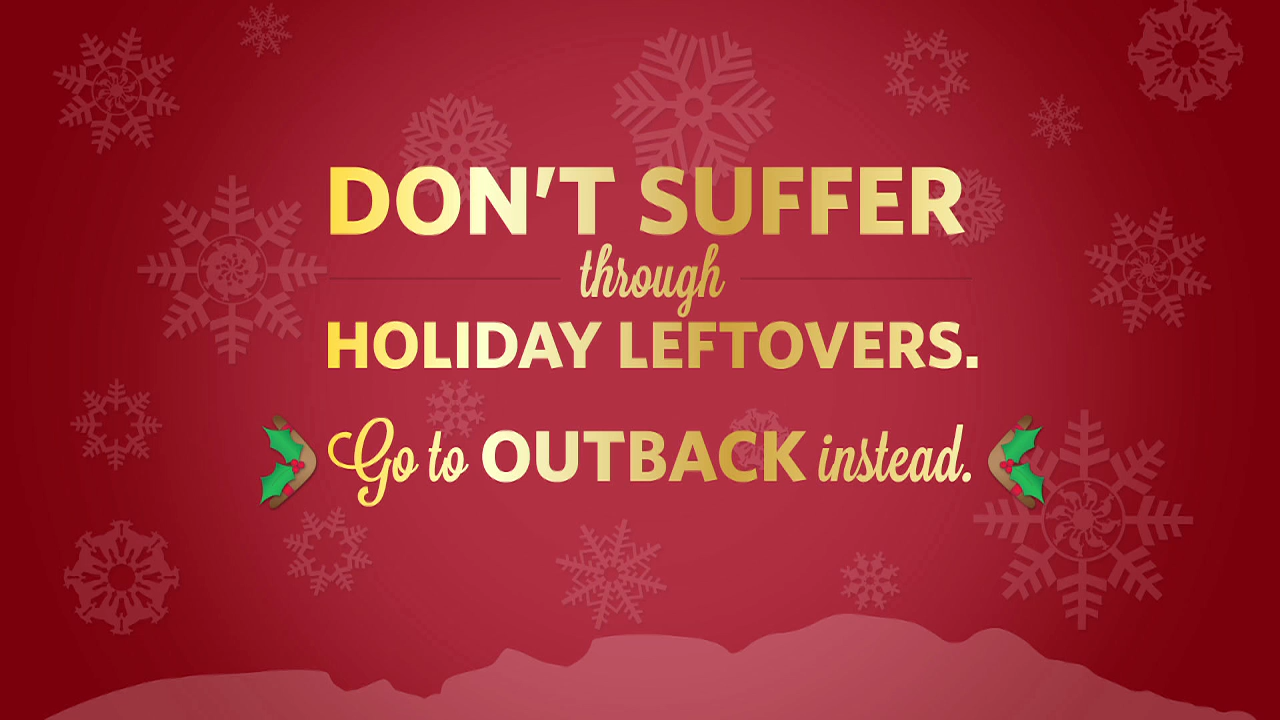 DON'T SUFFER
through
HOLIDAY LEFTOVERS.
Go to OUTBACK instead.